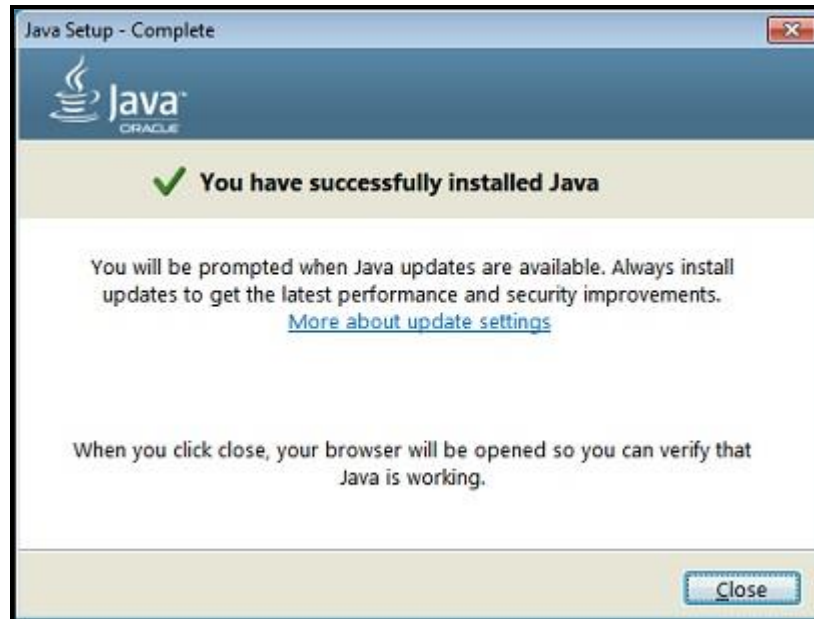 Java Setup - Complete
Java™
ORACLE
You have successfully installed Java
You will be prompted when Java updates are available. Always install
updates to get the latest performance and security improvements.
More about update settings
When you click close, your browser will be opened so you can verify that
Java is working.
Close